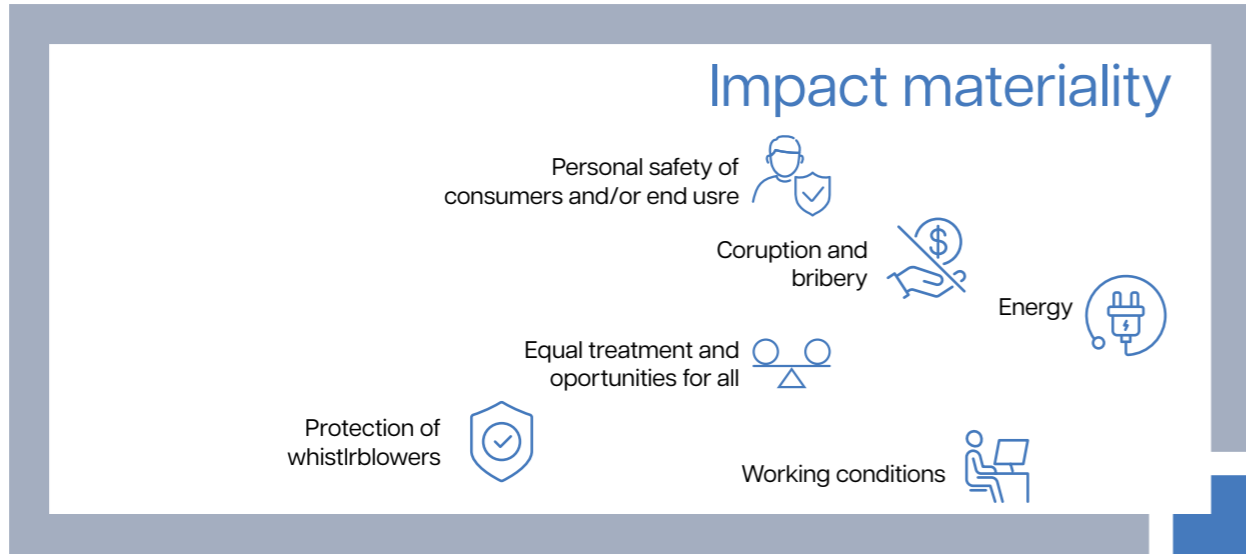 Impact materiality
Personal safety of
consumers and/or end usre
Coruption and
bribery
Energy
Equal treatment and
oportunities for all
Protection of
whistlrblowers
Working conditions
$